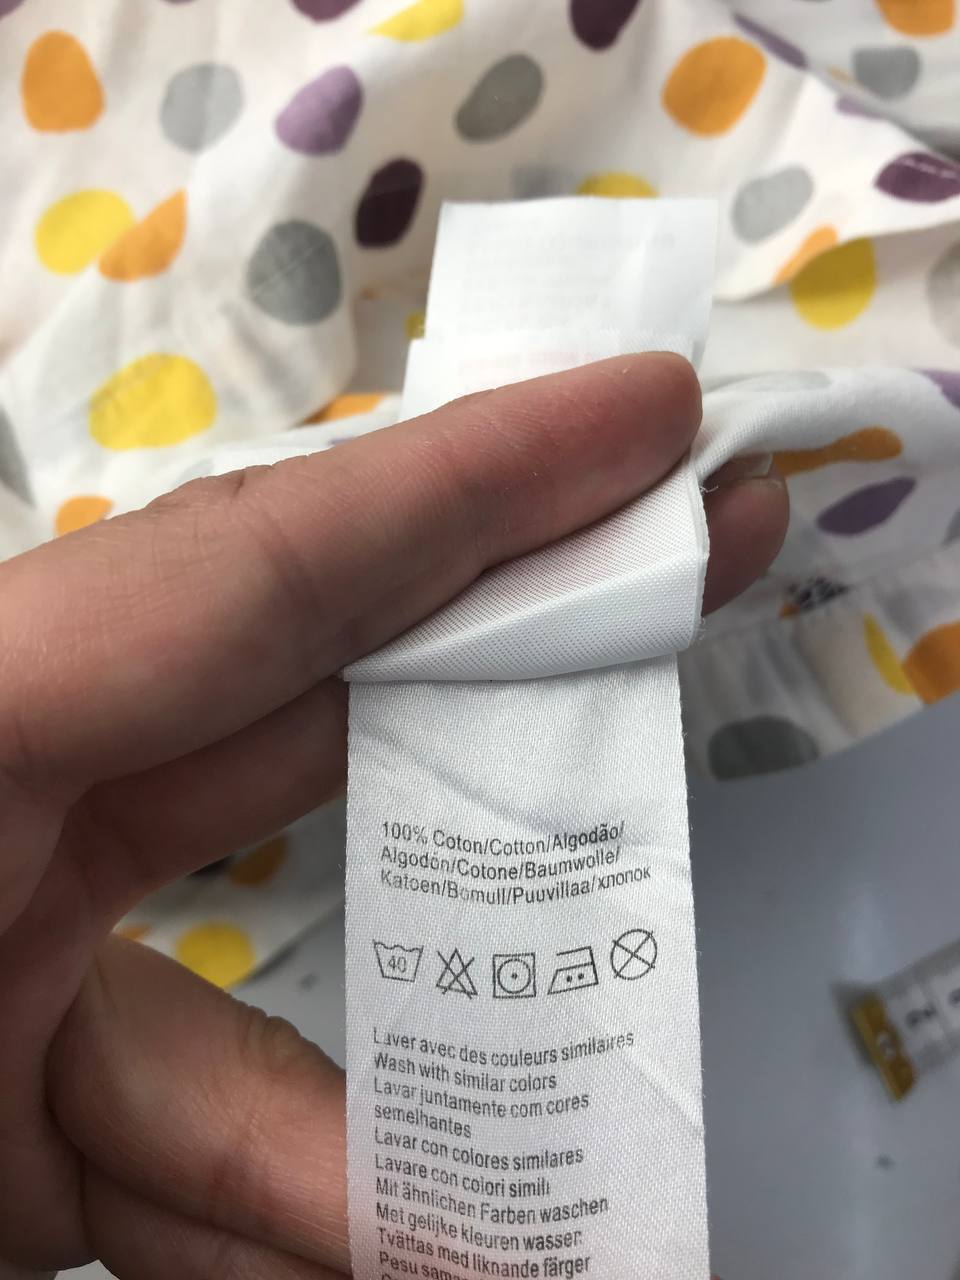 100% Coton/Cotton/Algodão/
Algodón/Cotone/Baumwolle/
Katoen/Bomull/Puuvillaa/хлопок
40
Laver avec des couleurs similaires
Wash with similar colors
Lavar juntamente com cores
semelhantes
Lavar con colores similares
Lavare con colori simili
Mit ähnlichen Farben waschen
Met gelijke kleuren wassen
Tvättas med liknande färger
Pesu
2